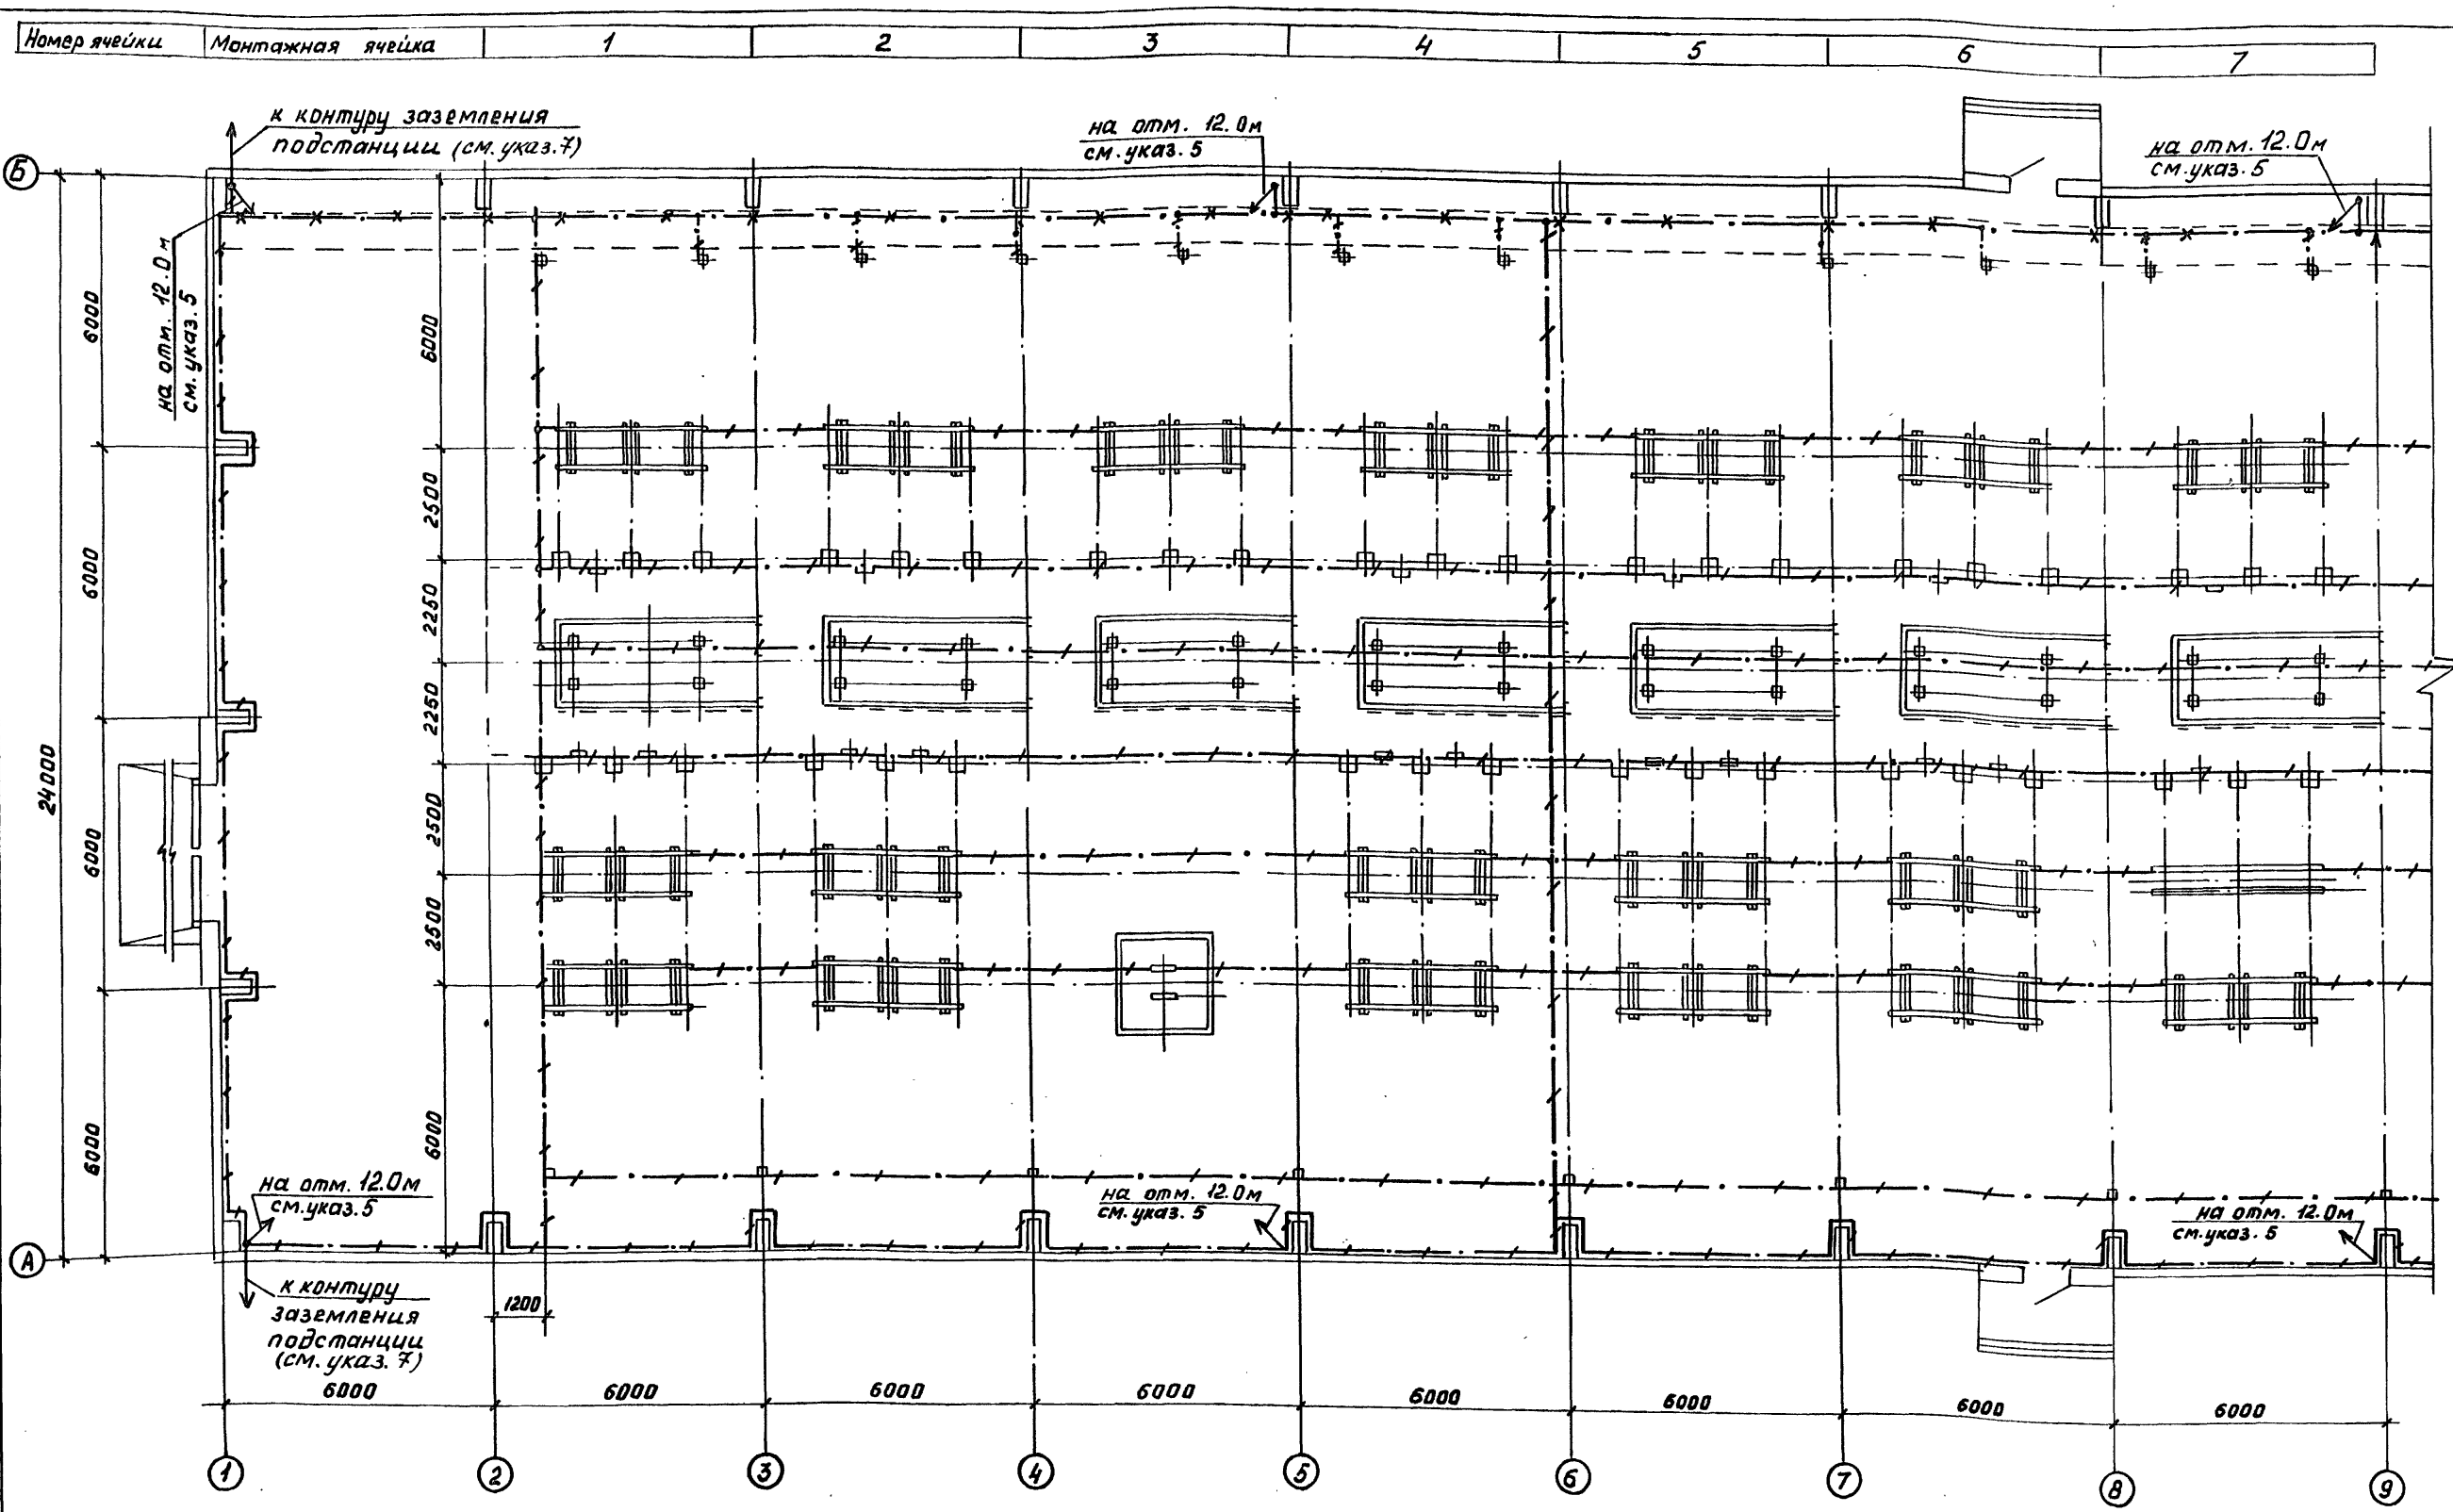 Номер ячейки Монтажная ячейка 1 2 3 4 5 6 7
к контуру заземления
подстанции (см. указ. 7)
на отм. 12.0м
см. указ. 5
на отм. 12.0м
см. указ. 5
Б
на отм. 12.0м
см. указ. 5
6000
6000
6000
6000
24000
6000
2500
2250
2250
2500
2500
6000
на отм. 12.0м
см. указ. 5
на отм. 12.0м
см. указ. 5
на отм. 12.0м
см. указ. 5
А
к контуру
заземления
подстанции
(см. указ. 7)
1200
6000 6000 6000 6000 6000 6000 6000 6000
1 2 3 4 5 6 7 8 9